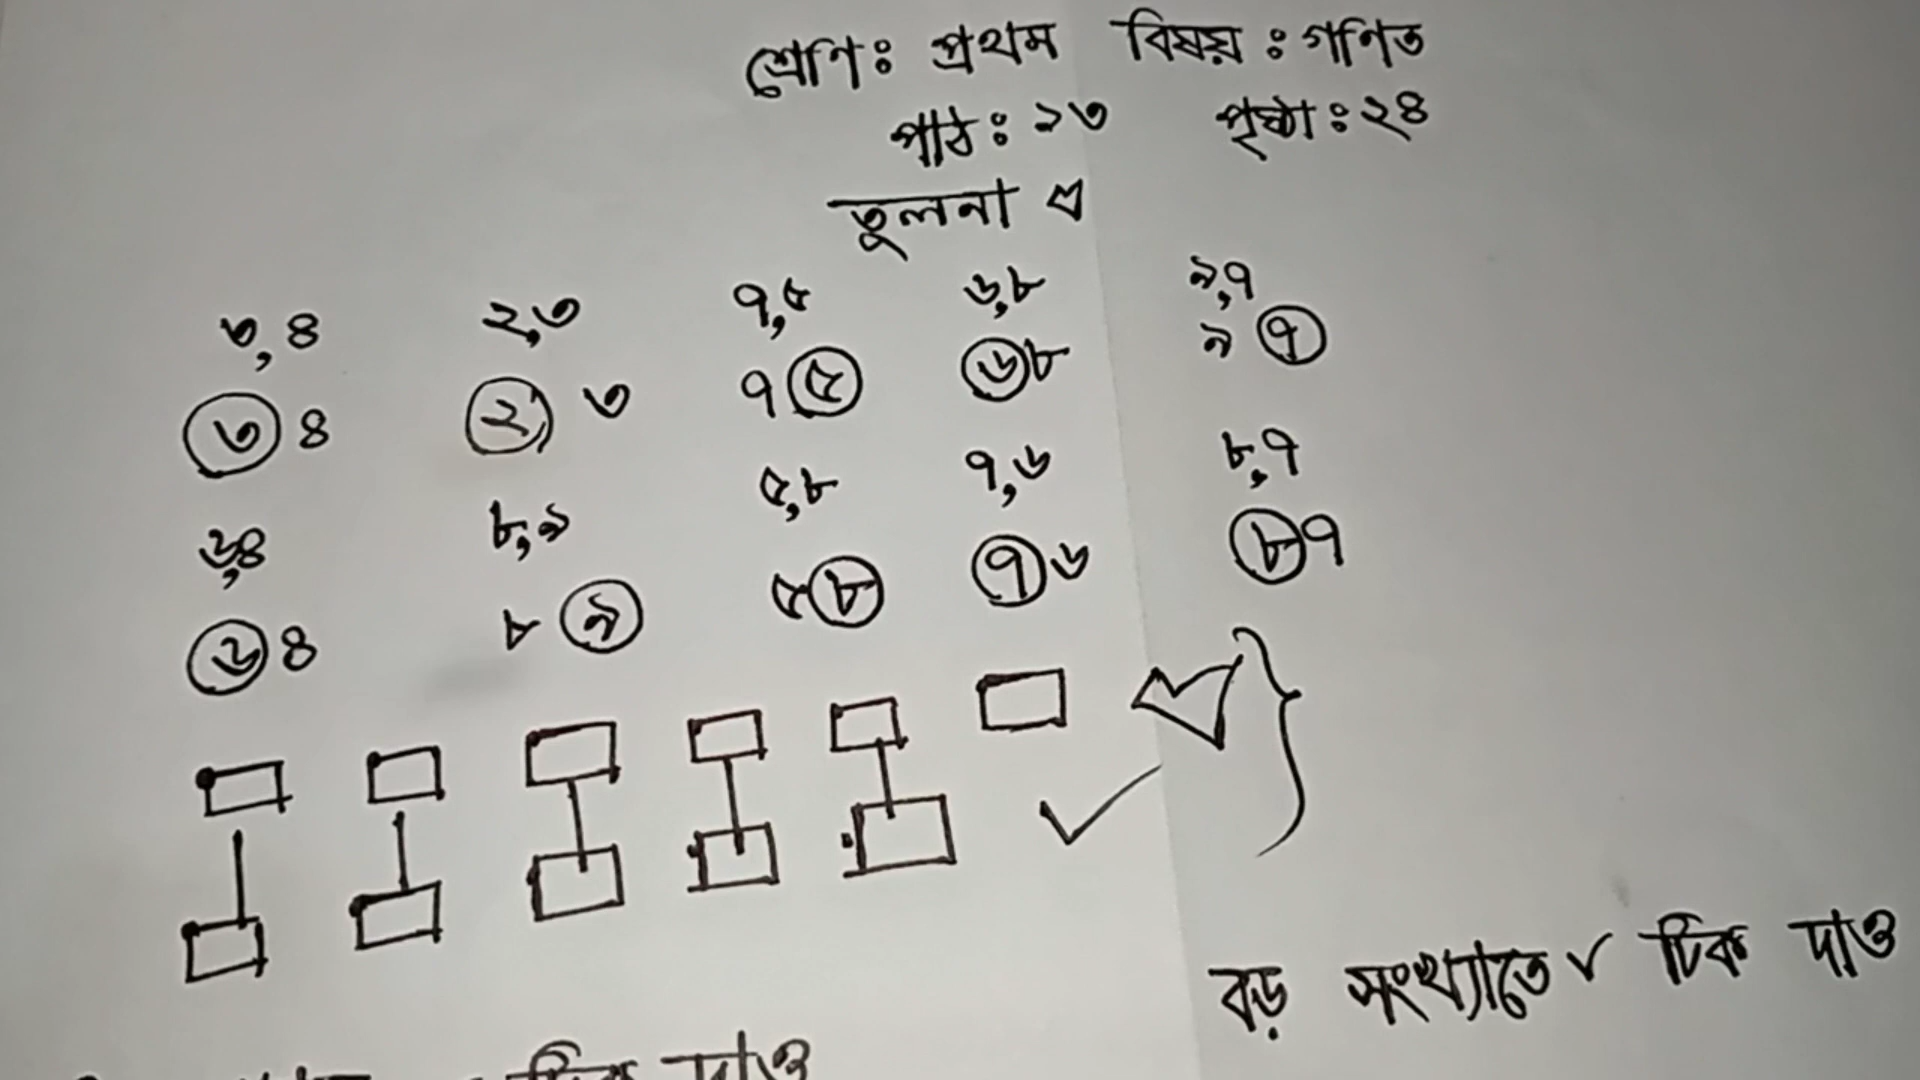 শ্রেণি: প্রথম বিষয়: গণিত
পাঠ: ১৩ পৃষ্ঠা: ২৪
তুলনা
৩,৪ ২,৩ ৭,৫ ৬,৮ ৯,৭
৩ ৪ ২ ৩ ৭ ৫ ৬ ৮ ৯ ৭
৬,৪ ৮,৯ ৫,৮ ৭,৬ ৮,৭
৬ ৪ ৮ ৯ ৫ ৮ ৭ ৬ ৮ ৭
বড় সংখ্যাতে ✓ টিক দাও
টিক দাও